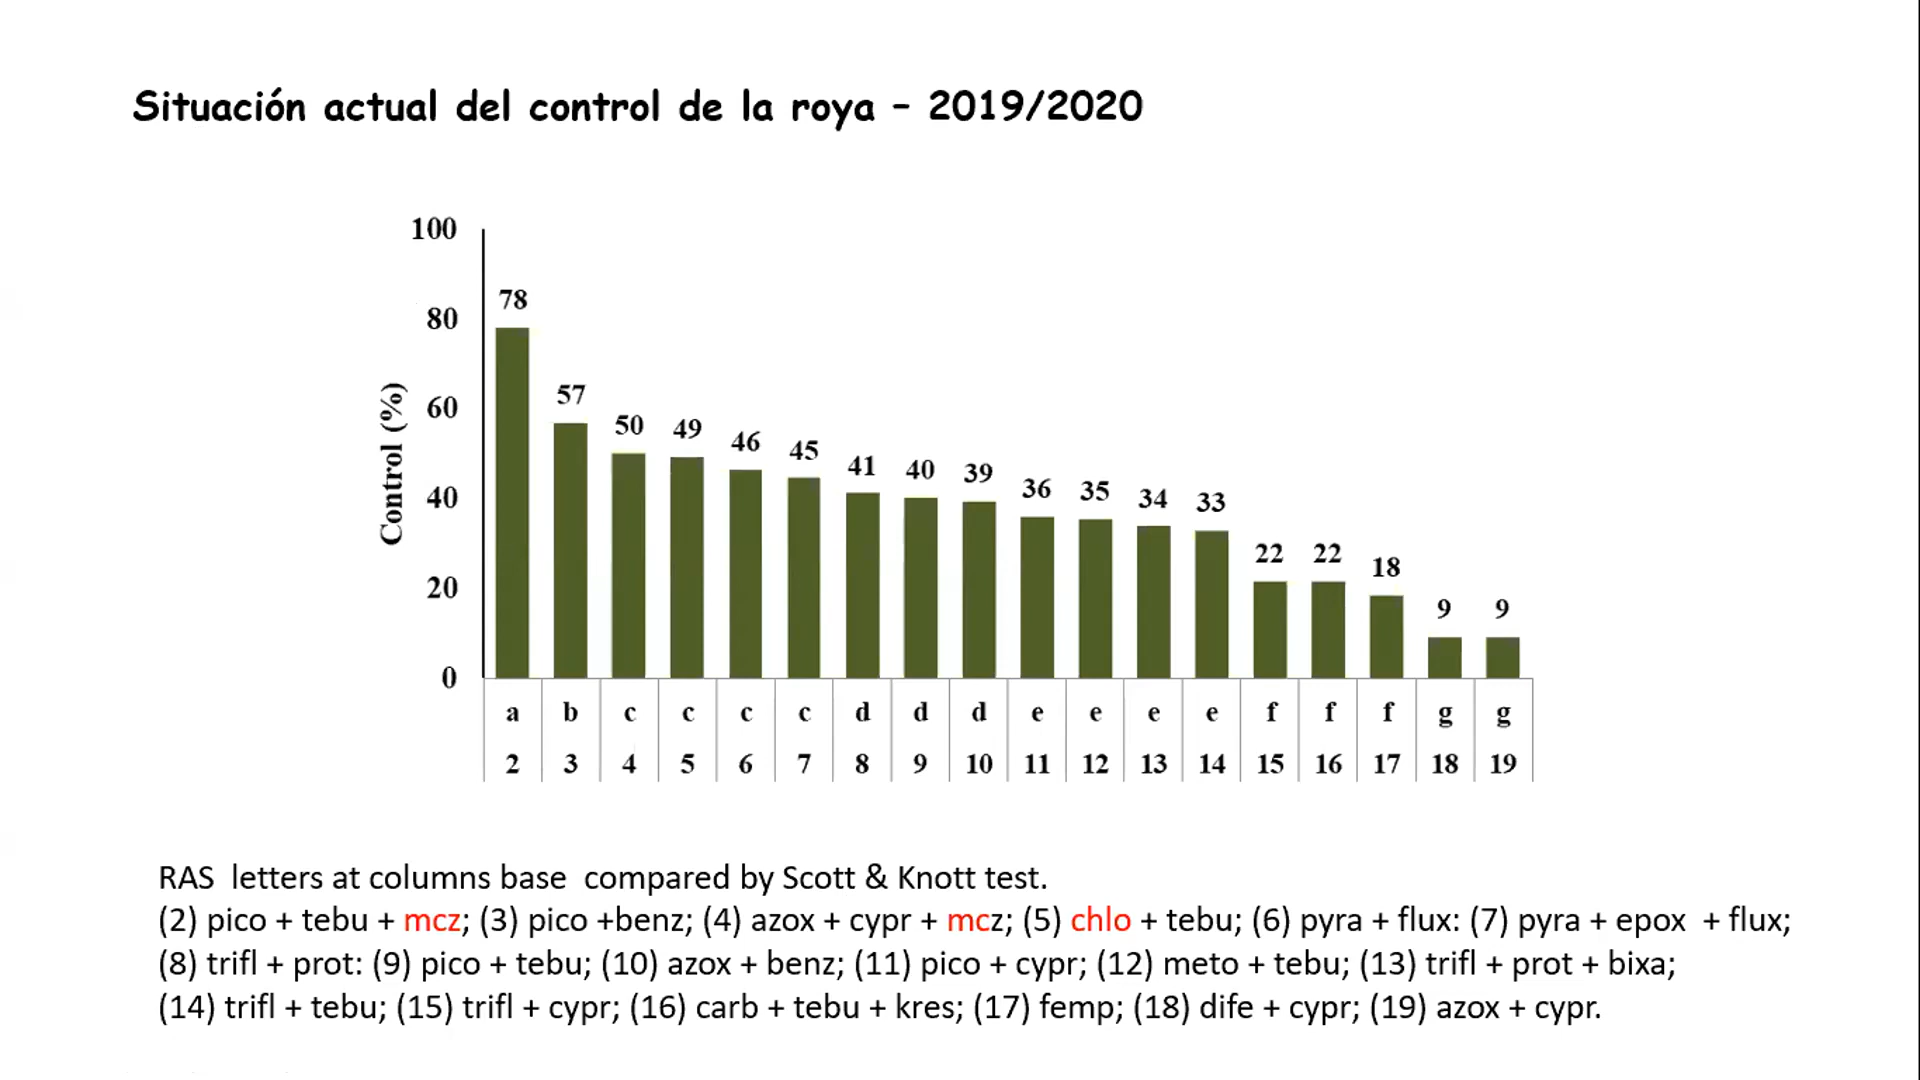 Situación actual del control de la roya – 2019/2020
100
80
60
40
20
0
Control (%)
78 57 50 49 46 45 41 40 39 36 35 34 33 22 22 18 9 9
a b c c c c d d d e e e e f f f g g
2 3 4 5 6 7 8 9 10 11 12 13 14 15 16 17 18 19
RAS letters at columns base compared by Scott & Knott test.
(2) pico + tebu + mcz; (3) pico +benz; (4) azox + cypr + mcz; (5) chlo + tebu; (6) pyra + flux: (7) pyra + epox + flux;
(8) trifl + prot: (9) pico + tebu; (10) azox + benz; (11) pico + cypr; (12) meto + tebu; (13) trifl + prot + bixa;
(14) trifl + tebu; (15) trifl + cypr; (16) carb + tebu + kres; (17) femp; (18) dife + cypr; (19) azox + cypr.